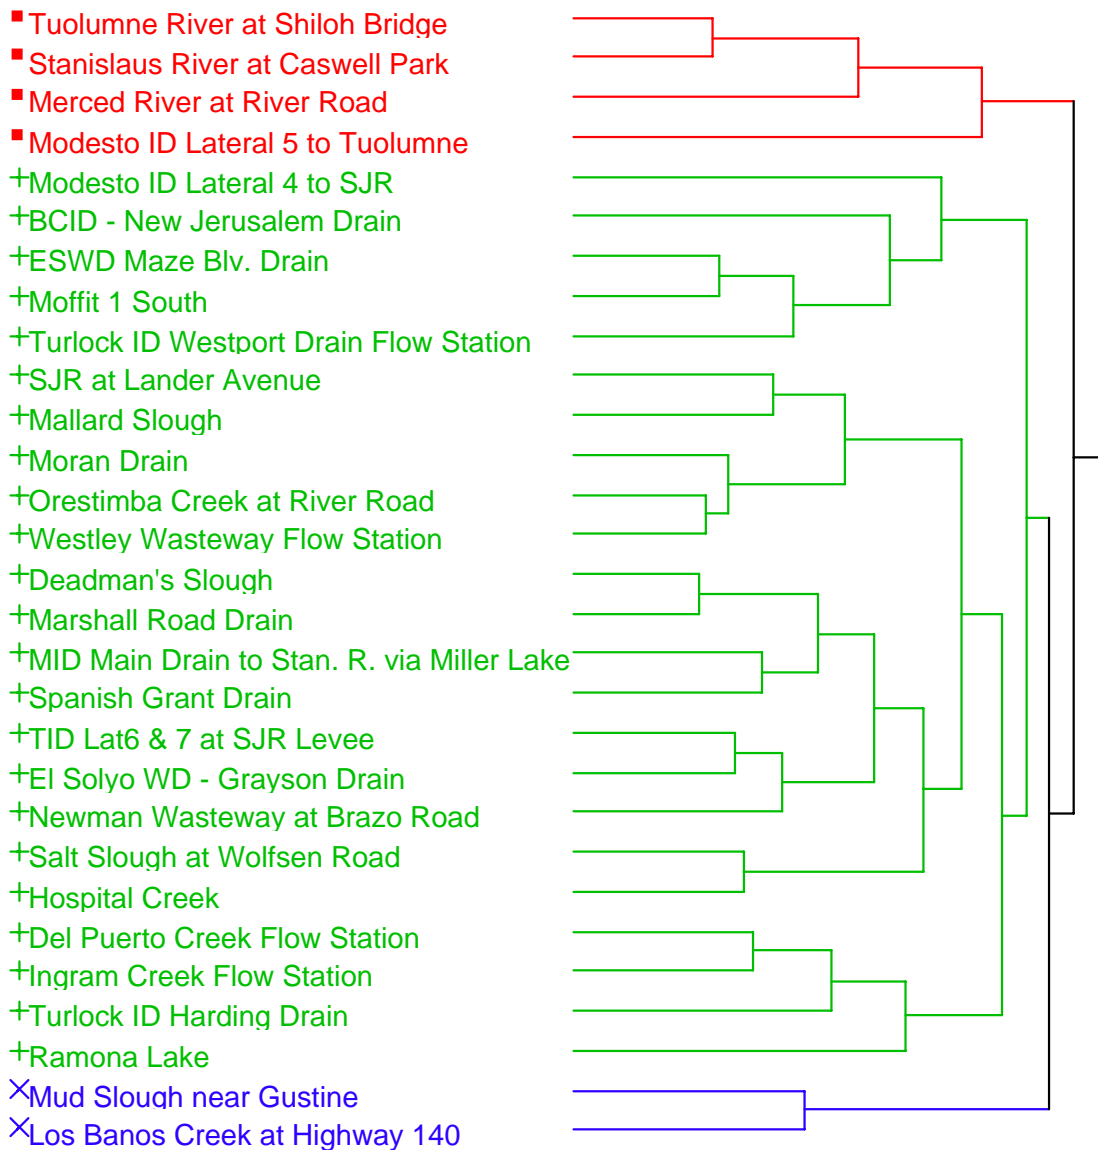 Tuolumne River at Shiloh Bridge
Stanislaus River at Caswell Park
Merced River at River Road
Modesto ID Lateral 5 to Tuolumne
Modesto ID Lateral 4 to SJR
BCID - New Jerusalem Drain
ESWD Maze Blv. Drain
Moffit 1 South
Turlock ID Westport Drain Flow Station
SJR at Lander Avenue
Mallard Slough
Moran Drain
Orestimba Creek at River Road
Westley Wasteway Flow Station
Deadman's Slough
Marshall Road Drain
MID Main Drain to Stan. R. via Miller Lake
Spanish Grant Drain
TID Lat6 & 7 at SJR Levee
El Solyo WD - Grayson Drain
Newman Wasteway at Brazo Road
Salt Slough at Wolfsen Road
Hospital Creek
Del Puerto Creek Flow Station
Ingram Creek Flow Station
Turlock ID Harding Drain
Ramona Lake
Mud Slough near Gustine
Los Banos Creek at Highway 140